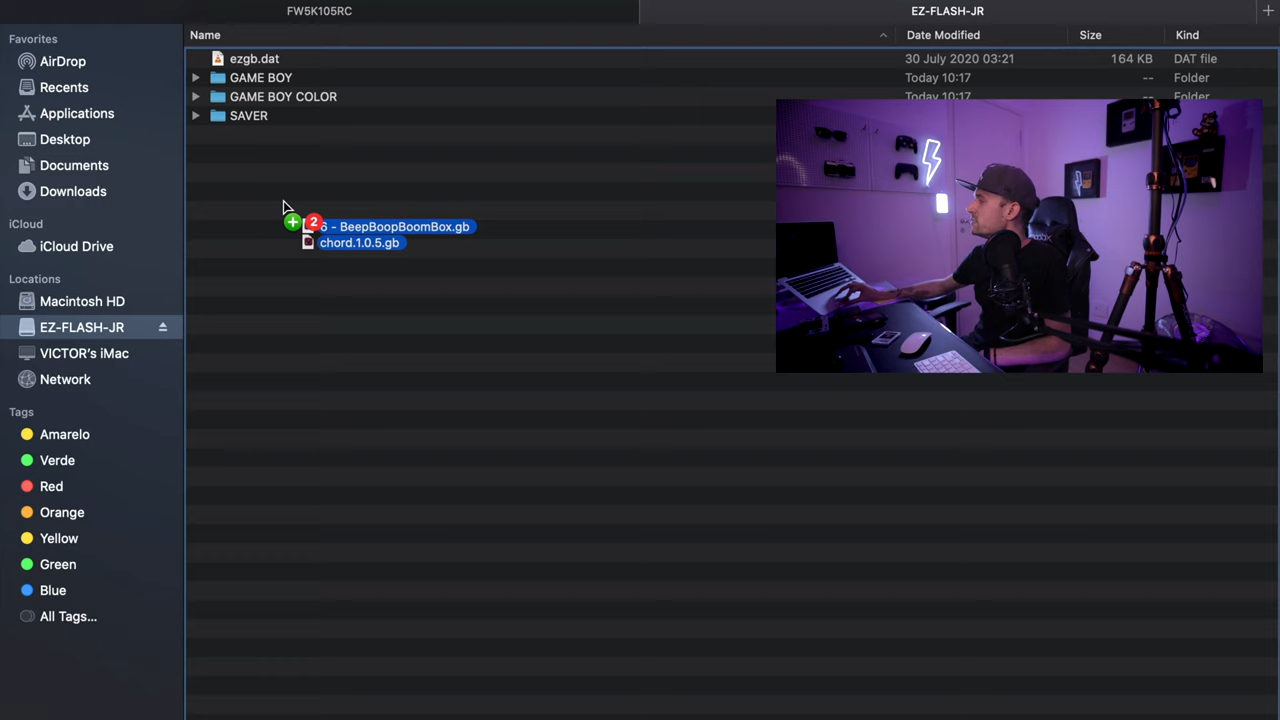 FW5K105RC
EZ-FLASH-JR
Favorites
AirDrop
Recents
Applications
Desktop
Documents
Downloads
iCloud
iCloud Drive
Locations
Macintosh HD
EZ-FLASH-JR
VICTOR's iMac
Network
Tags
Amarelo
Verde
Red
Orange
Yellow
Green
Blue
All Tags...
Name Date Modified Size Kind
ezgb.dat 30 July 2020 03:21 164 KB DAT file
GAME BOY Today 10:17 -- Folder
GAME BOY COLOR Today 10:17 -- Folder
SAVER
2
6 - BeepBoopBoomBox.gb
chord.1.0.5.gb